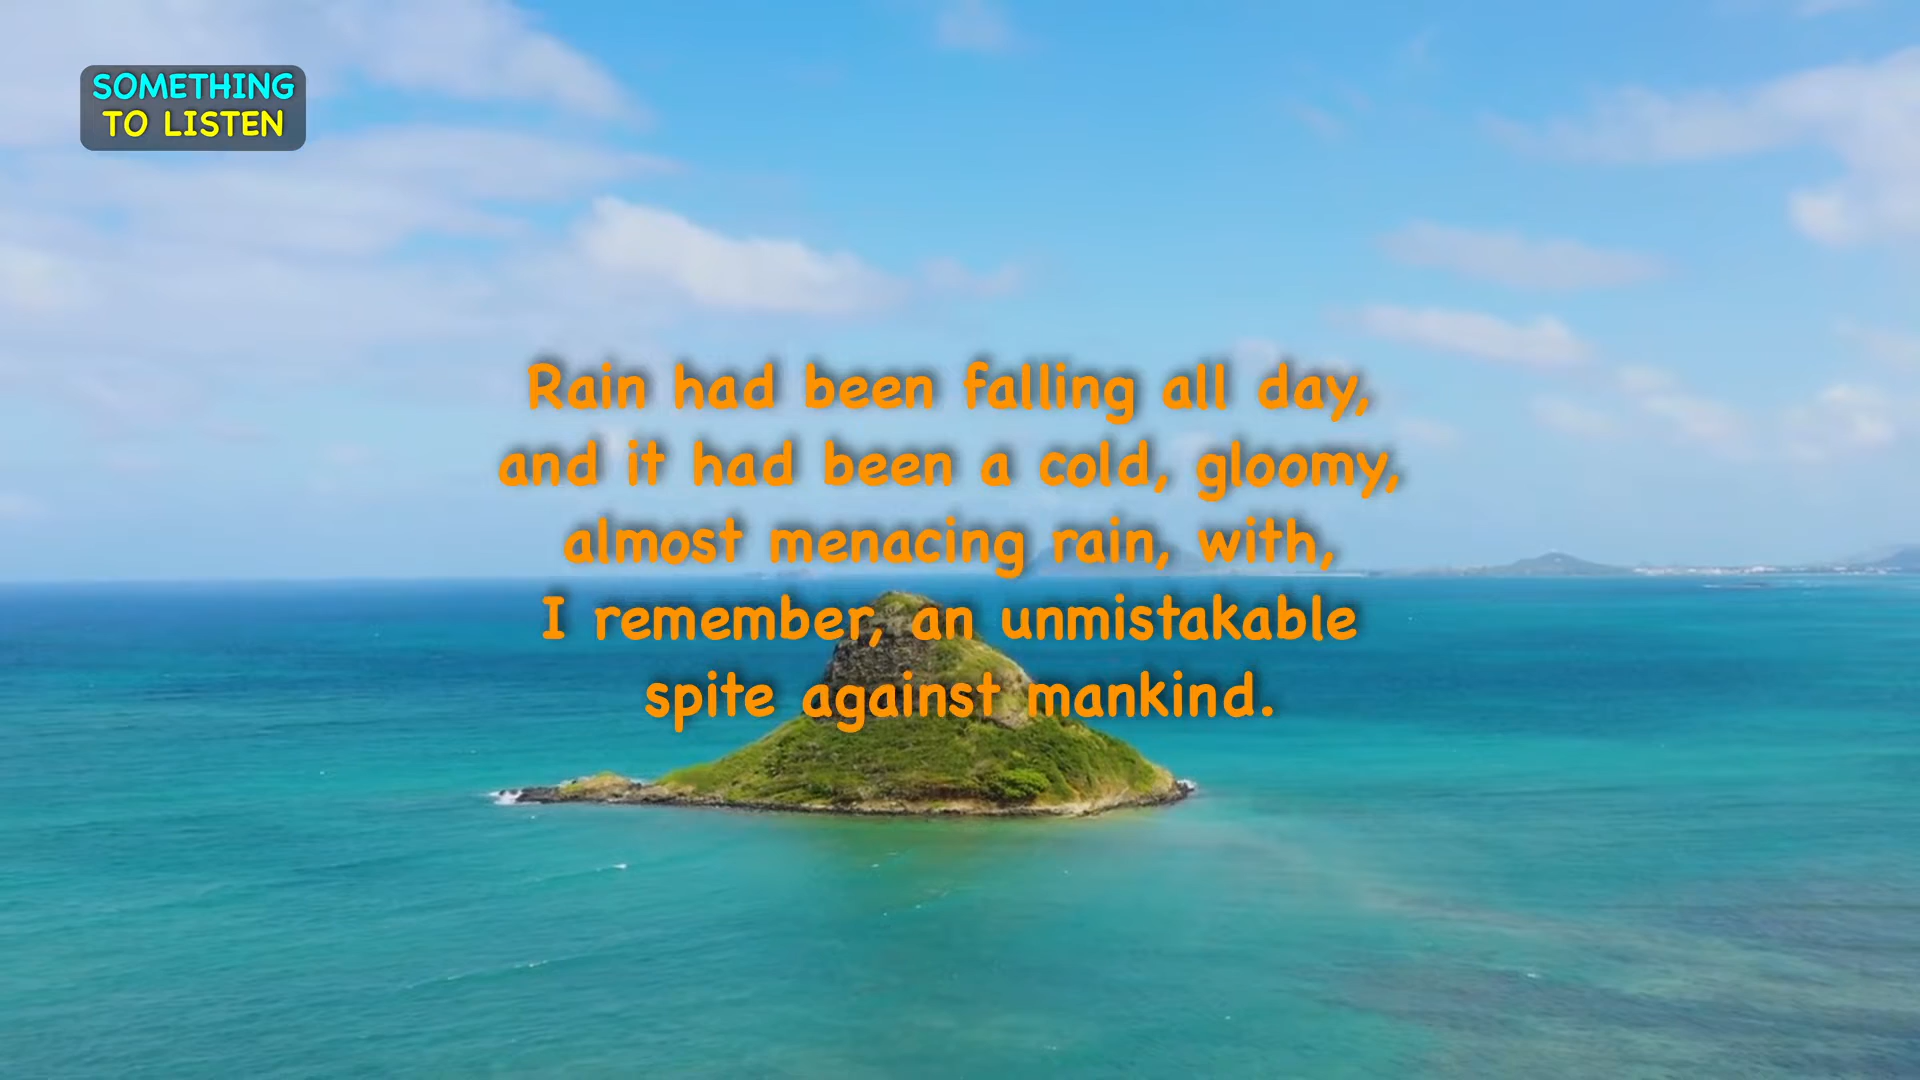 SOMETHING
TO LISTEN
Rain had been falling all day,
and it had been a cold, gloomy,
almost menacing rain, with,
I remember, an unmistakable
spite against mankind.